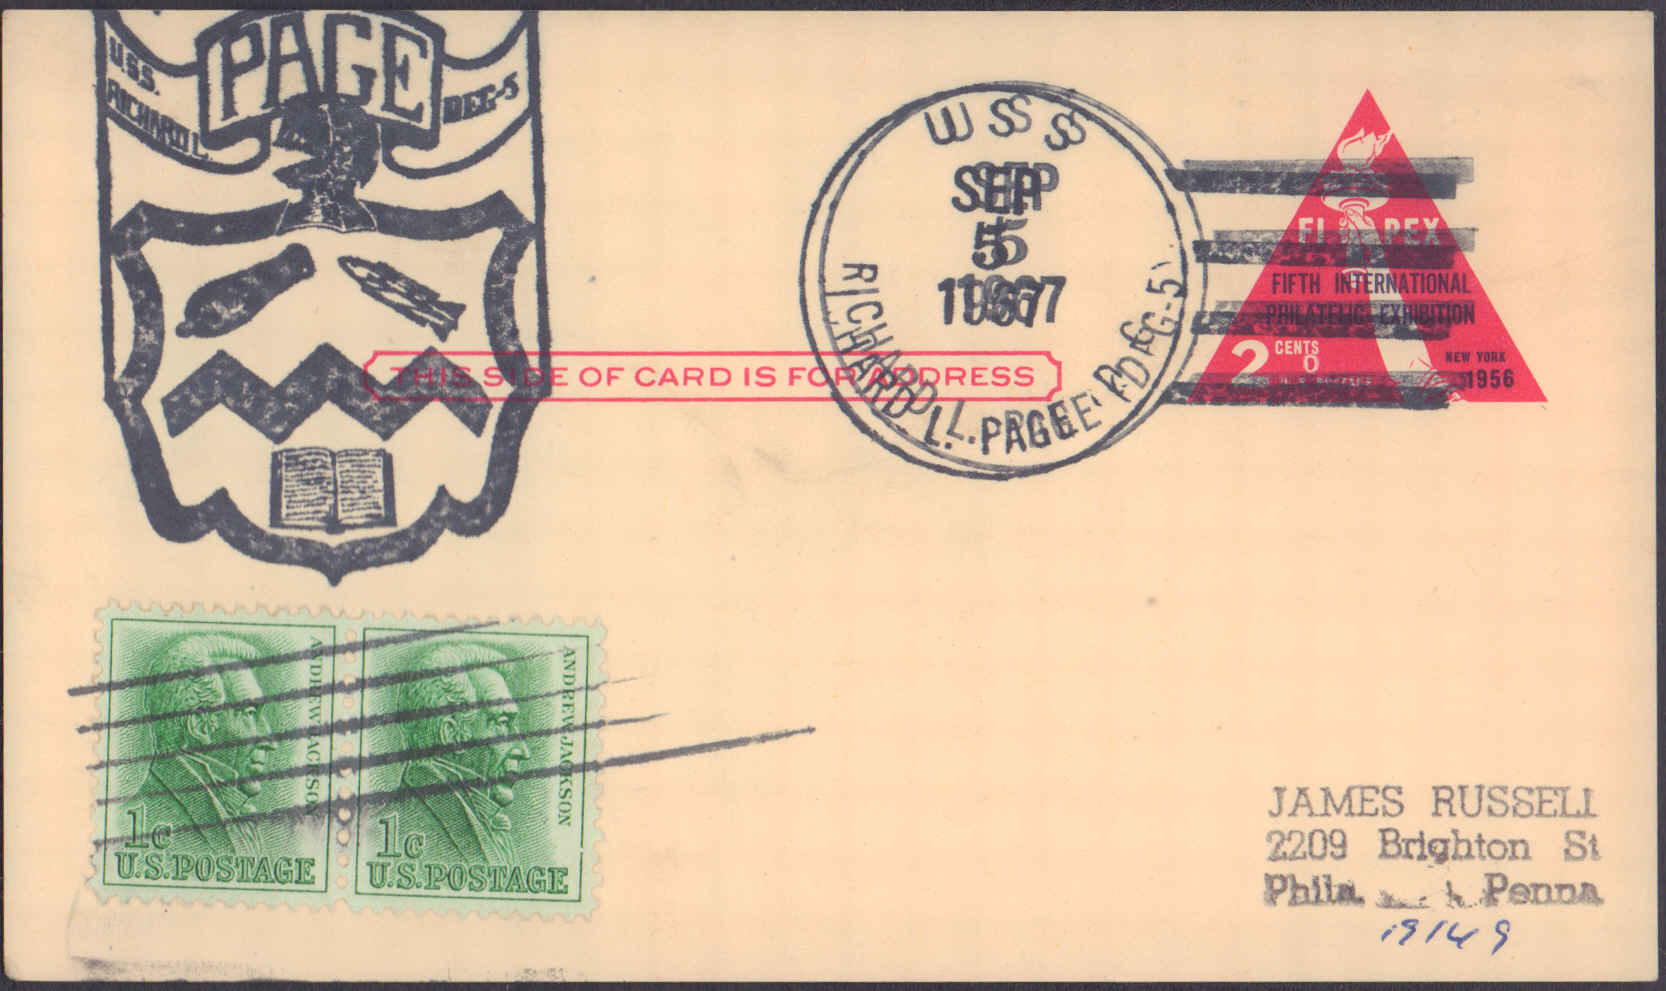 PAGE
U.S.S.
RICHARD L.
DEG-5
USS
SEP
5
1967
RICHARD L. PAGE DEG-5
FIPEX
FIFTH INTERNATIONAL
PHILATELIC EXHIBITION
2 CENTS
NEW YORK
1956
THIS SIDE OF CARD IS FOR ADDRESS
ANDREW JACKSON
1c
U.S.POSTAGE
ANDREW JACKSON
1c
U.S.POSTAGE
JAMES RUSSELL
2209 Brighton St
Phila Penna
19149